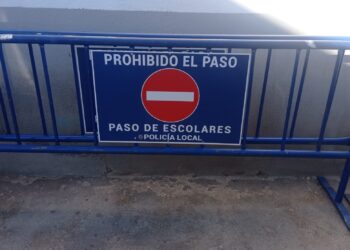 PROHIBIDO EL PASO
PASO DE ESCOLARES
POLICÍA LOCAL